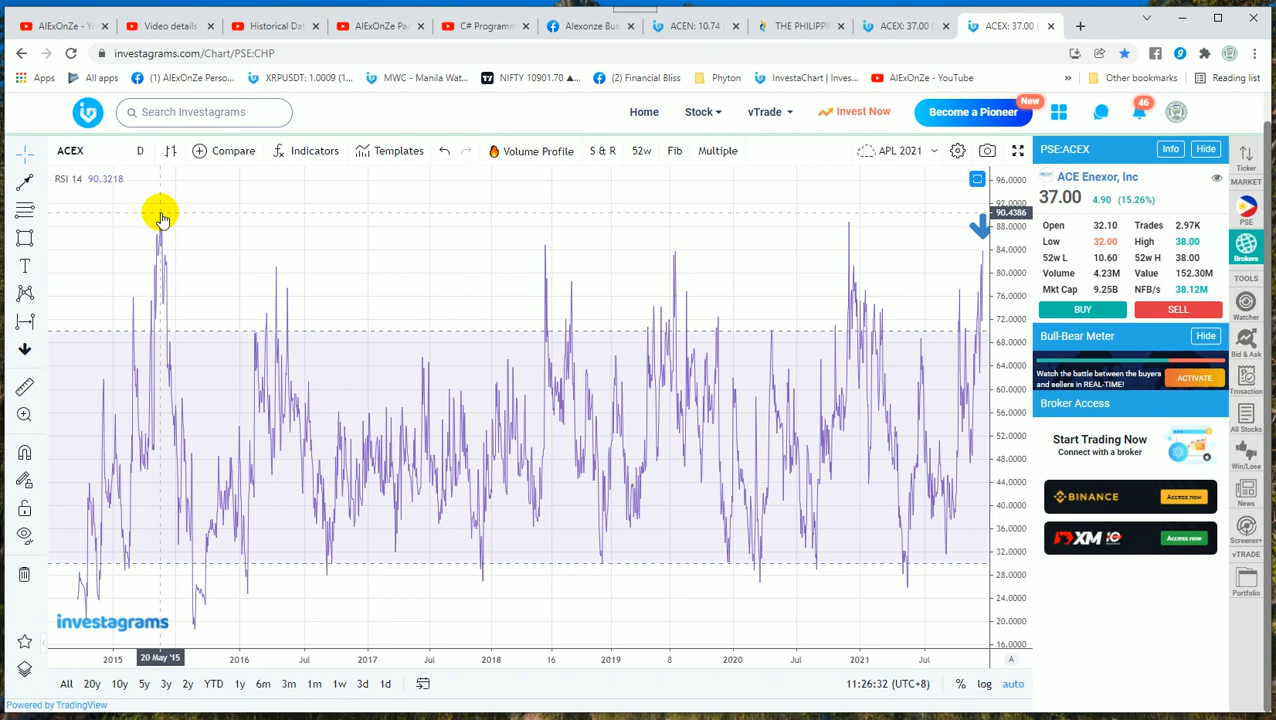 AlExOnZe - Yo
Video details
Historical Dat
AlExOnZe Pac
C# Programm
Alexonze Bus
ACEN: 10.74
THE PHILIPPI
ACEX: 37.00 (
ACEX: 37.00 (
investagrams.com/Chart/PSE:CHP
Apps
All apps
(1) AlExOnZe Perso...
XRPUSDT: 1.0009 (1...
MWC - Manila Wat...
NIFTY 10901.70 ▲...
(2) Financial Bliss
Phyton
InvestaChart | Inves...
AlExOnZe - YouTube
»
Other bookmarks
Reading list
Search Investagrams
Home
Stock
vTrade
Invest Now
Become a Pioneer
New
46
ACEX
D
Compare
Indicators
Templates
Volume Profile
S & R
52w
Fib
Multiple
APL 2021
RSI 14 90.3218
96.0000
92.0000
90.4386
88.0000
84.0000
80.0000
76.0000
72.0000
68.0000
64.0000
60.0000
56.0000
52.0000
48.0000
44.0000
40.0000
36.0000
32.0000
28.0000
24.0000
20.0000
16.0000
investagrams
2015
20 May '15
2016
Jul
2017
Jul
2018
16
2019
8
2020
Jul
2021
Jul
A
All 20y 10y 5y 3y 2y YTD 1y 6m 3m 1m 1w 3d 1d
11:26:32 (UTC+8)
%
log
auto
Powered by TradingView
PSE:ACEX
Info
Hide
ACE Enexor, Inc
37.00 4.90 (15.26%)
Open 32.10 Trades 2.97K
Low 32.00 High 38.00
52w L 10.60 52w H 38.00
Volume 4.23M Value 152.30M
Mkt Cap 9.25B NFB/s 38.12M
BUY
SELL
Bull-Bear Meter
Hide
Watch the battle between the buyers
and sellers in REAL-TIME!
ACTIVATE
Broker Access
Start Trading Now
Connect with a broker
BINANCE
Access now
XM
Access now
Ticker
MARKET
PSE
Brokers
TOOLS
Watcher
Bid & Ask
Trnsaction
All Stocks
Win/Lose
News
Screener+
vTRADE
Portfolio